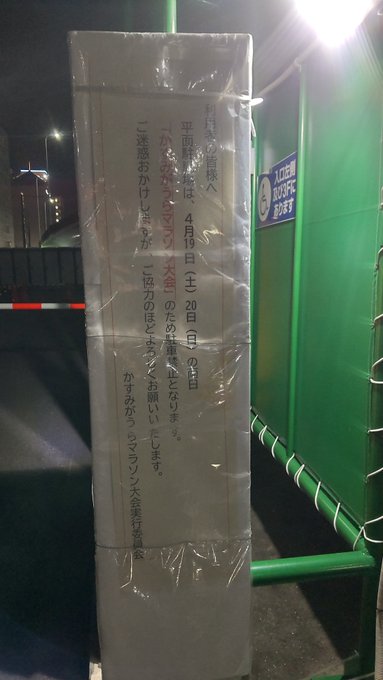 利用者の皆様へ
平面駐車場は、4月19日(土)20日(日)の両日
「かすみがうらマラソン大会」のため駐車禁止となります。
ご迷惑おかけしますが、ご協力のほどよろしくお願いいたします。
かすみがうらマラソン大会実行委員会
入口左側
及び3Fに
あります